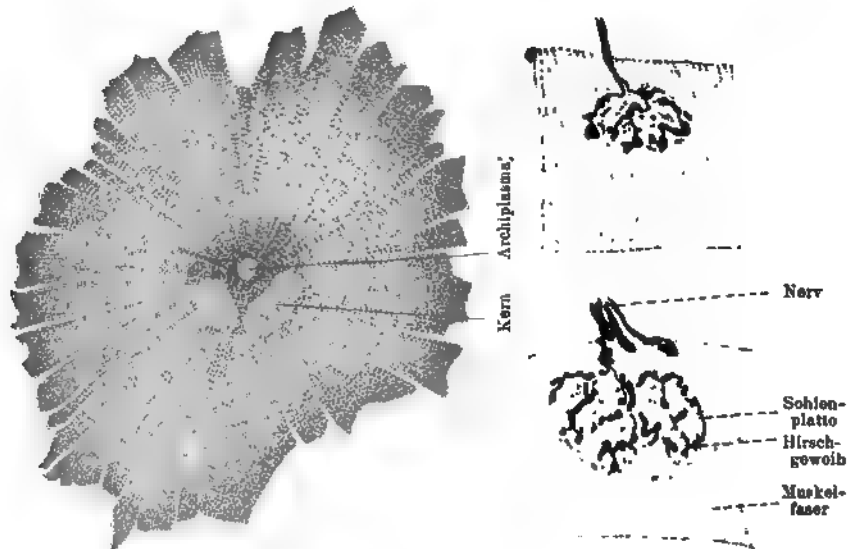 Archiplasma
Kern
Nerv
Sohlen-
platte
Hirsch-
geweih
Muskel-
faser